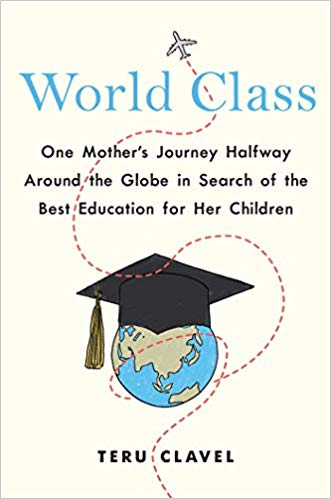 World Class
One Mother's Journey Halfway
Around the Globe in Search of the
Best Education for Her Children
TERU CLAVEL